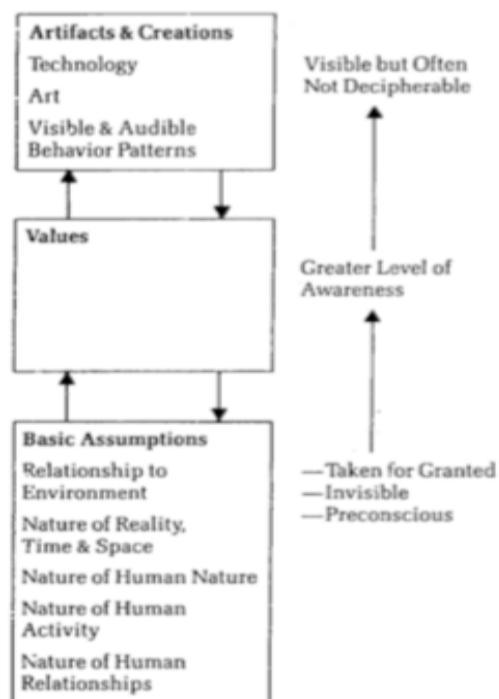 Artifacts & Creations
Technology
Art
Visible & Audible
Behavior Patterns
Visible but Often
Not Decipherable
Values
Greater Level of
Awareness
Basic Assumptions
Relationship to
Environment
Nature of Reality,
Time & Space
Nature of Human Nature
Nature of Human
Activity
Nature of Human
Relationships
—Taken for Granted
—Invisible
—Preconscious